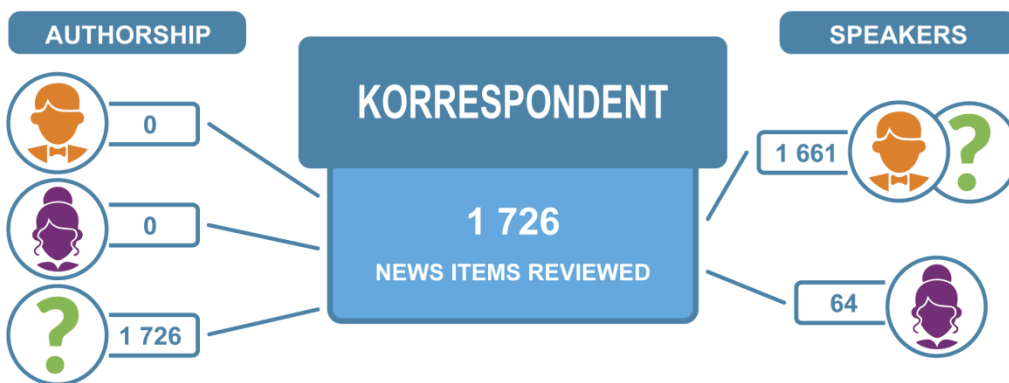 AUTHORSHIP
0
0
?
1 726
KORRESPONDENT
1 726
NEWS ITEMS REVIEWED
SPEAKERS
1 661
?
64